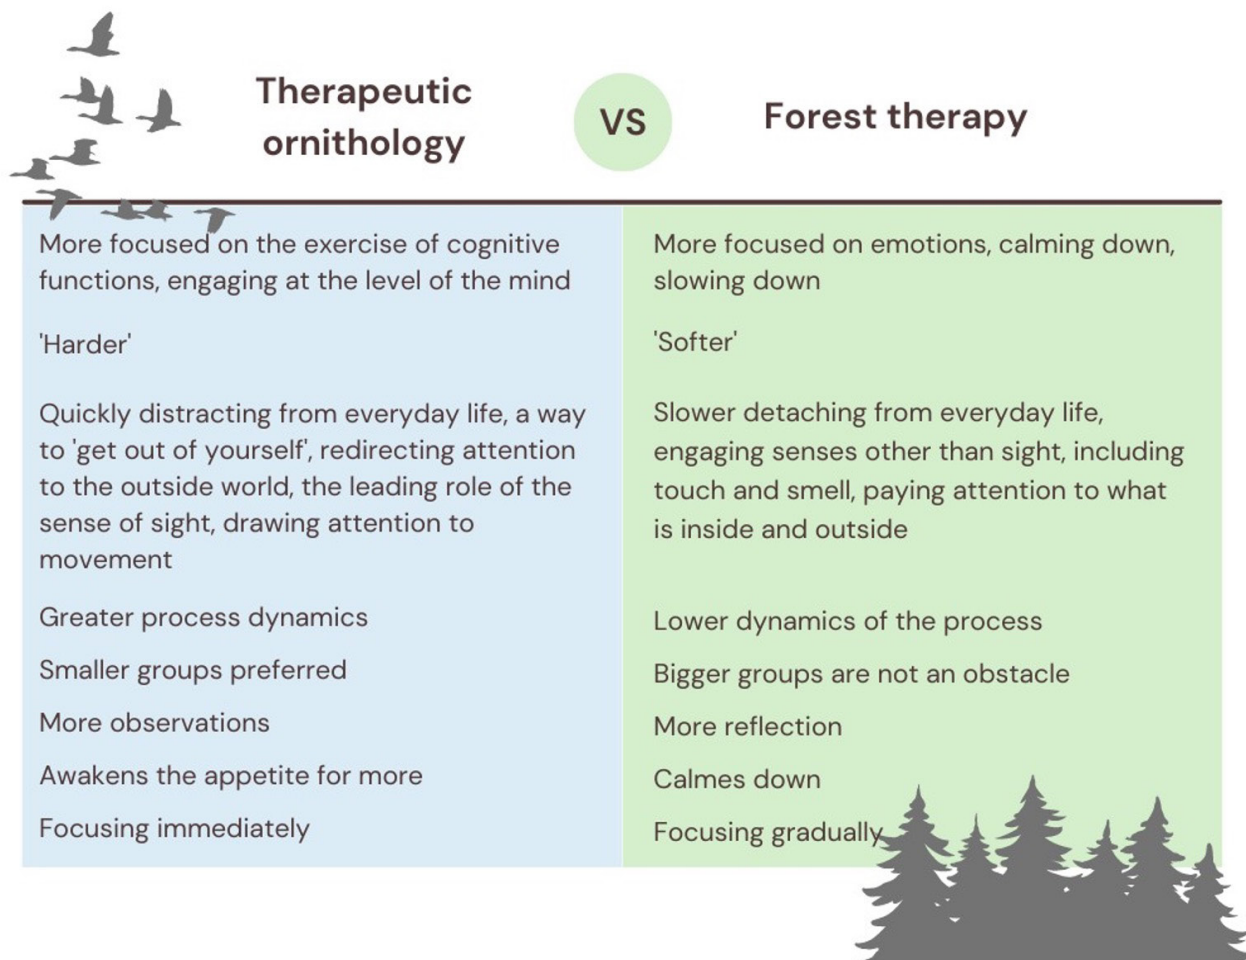 Therapeutic
ornithology
VS
Forest therapy
More focused on the exercise of cognitive
functions, engaging at the level of the mind
'Harder'
Quickly distracting from everyday life, a way
to 'get out of yourself', redirecting attention
to the outside world, the leading role of the
sense of sight, drawing attention to
movement
Greater process dynamics
Smaller groups preferred
More observations
Awakens the appetite for more
Focusing immediately
More focused on emotions, calming down,
slowing down
'Softer'
Slower detaching from everyday life,
engaging senses other than sight, including
touch and smell, paying attention to what
is inside and outside
Lower dynamics of the process
Bigger groups are not an obstacle
More reflection
Calmes down
Focusing gradually